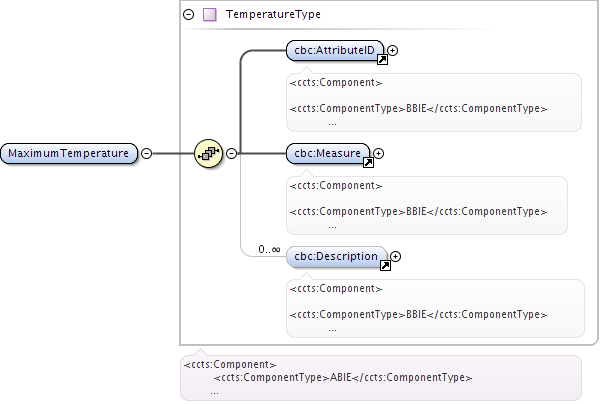 TemperatureType
cbc:AttributeID
<ccts:Component>
<ccts:ComponentType>BBIE</ccts:ComponentType>
...
MaximumTemperature
cbc:Measure
<ccts:Component>
<ccts:ComponentType>BBIE</ccts:ComponentType>
...
0..∞
cbc:Description
<ccts:Component>
<ccts:ComponentType>BBIE</ccts:ComponentType>
...
<ccts:Component>
<ccts:ComponentType>ABIE</ccts:ComponentType>
...